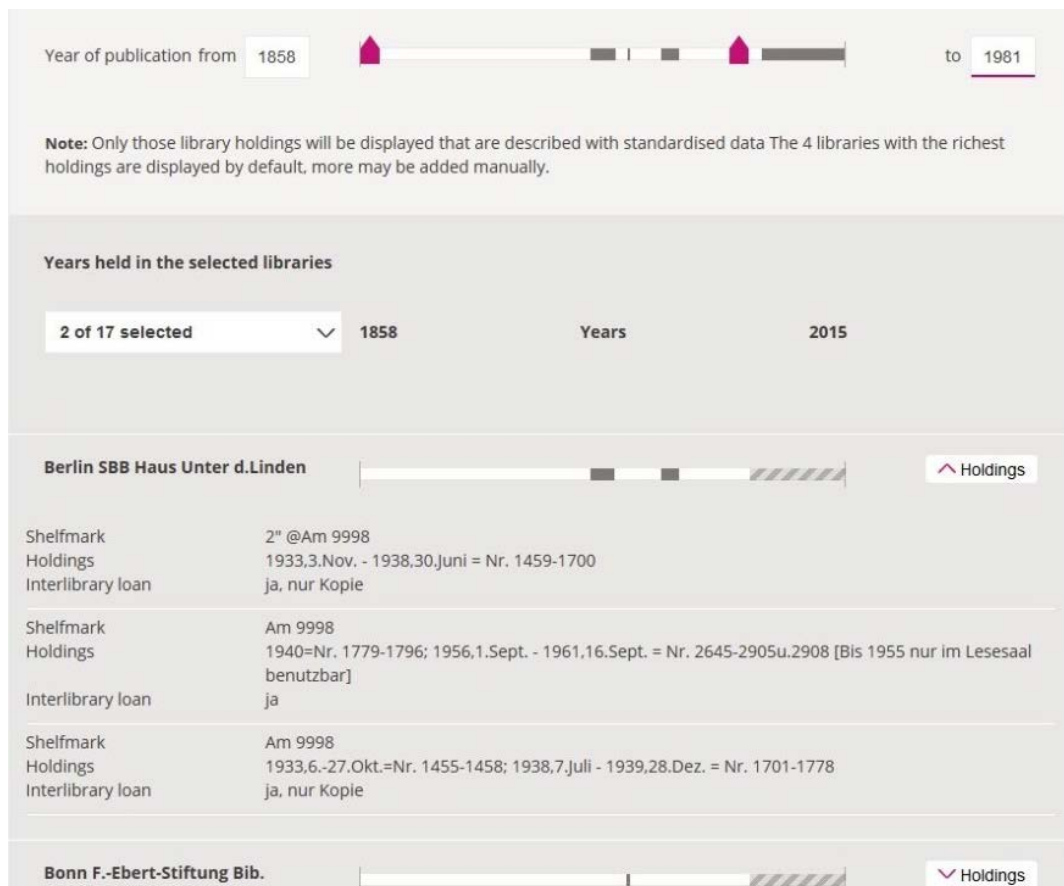 Year of publication from 1858 to 1981
Note: Only those library holdings will be displayed that are described with standardised data The 4 libraries with the richest
holdings are displayed by default, more may be added manually.
Years held in the selected libraries
2 of 17 selected 1858 Years 2015
Berlin SBB Haus Unter d.Linden Holdings
Shelfmark 2" @Am 9998
Holdings 1933,3.Nov. - 1938,30.Juni = Nr. 1459-1700
Interlibrary loan ja, nur Kopie
Shelfmark Am 9998
Holdings 1940=Nr. 1779-1796; 1956,1.Sept. - 1961,16.Sept. = Nr. 2645-2905u.2908 [Bis 1955 nur im Lesesaal
benutzbar]
Interlibrary loan ja
Shelfmark Am 9998
Holdings 1933,6.-27.Okt.=Nr. 1455-1458; 1938,7.Juli - 1939,28.Dez. = Nr. 1701-1778
Interlibrary loan ja, nur Kopie
Bonn F.-Ebert-Stiftung Bib. Holdings